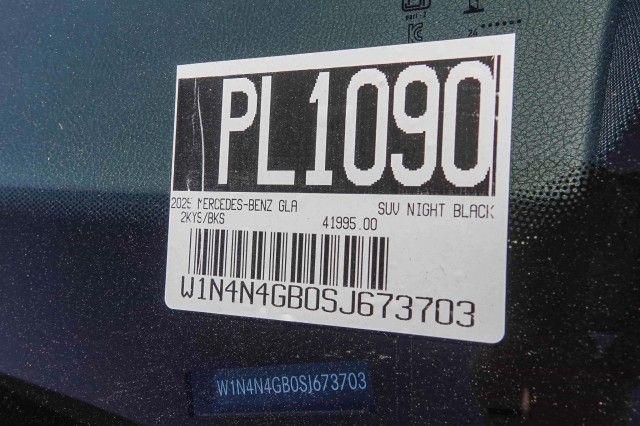 PL1090
2025 MERCEDES-BENZ GLA SUV NIGHT BLACK
2KYS/BKS 41995.00
W1N4N4GB0SJ673703
W1N4N4GB0SJ673703